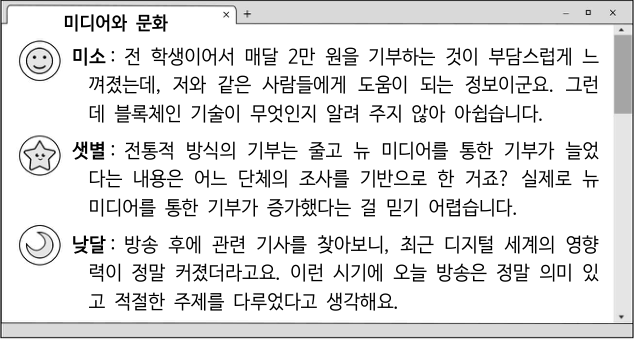 미디어와 문화
미소 : 전 학생이어서 매달 2만 원을 기부하는 것이 부담스럽게 느
껴졌는데, 저와 같은 사람들에게 도움이 되는 정보이군요. 그런
데 블록체인 기술이 무엇인지 알려 주지 않아 아쉽습니다.
샛별 : 전통적 방식의 기부는 줄고 뉴 미디어를 통한 기부가 늘었
다는 내용은 어느 단체의 조사를 기반으로 한 거죠? 실제로 뉴
미디어를 통한 기부가 증가했다는 걸 믿기 어렵습니다.
낮달 : 방송 후에 관련 기사를 찾아보니, 최근 디지털 세계의 영향
력이 정말 커졌더라고요. 이런 시기에 오늘 방송은 정말 의미 있
고 적절한 주제를 다루었다고 생각해요.